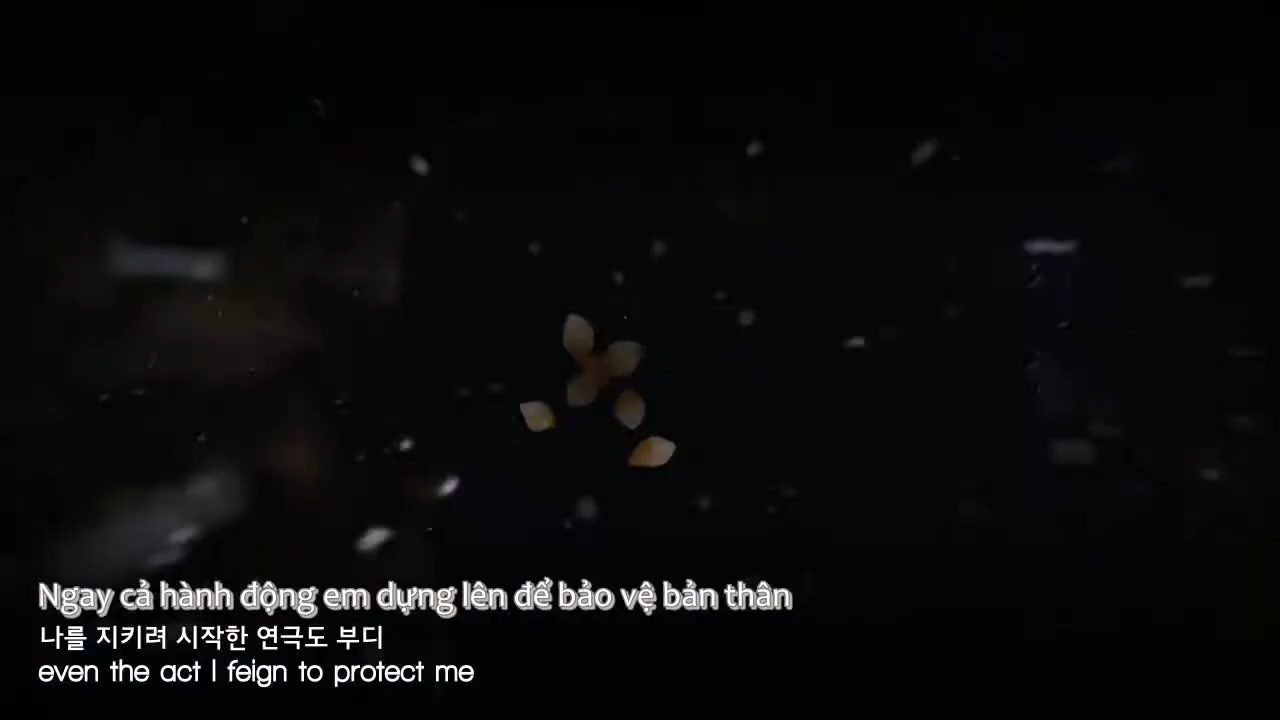 Ngay cả hành động em dựng lên để bảo vệ bản thân
나를 지키려 시작한 연극도 부디
even the act I feign to protect me